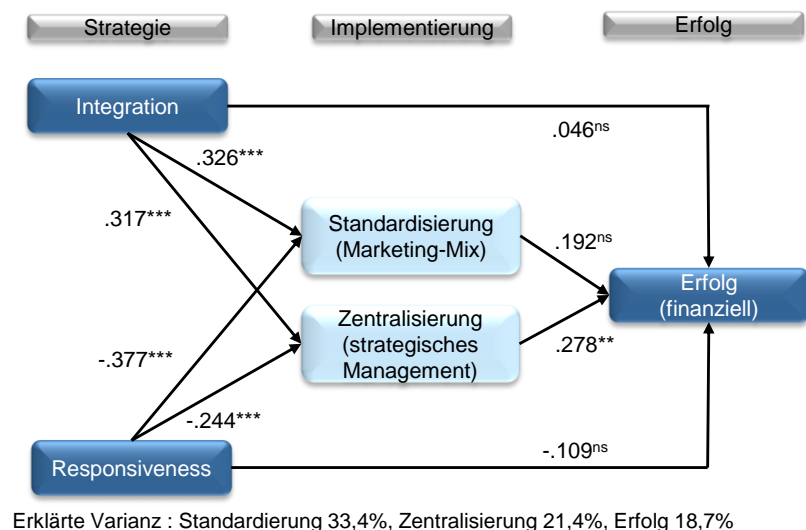 Strategie
Implementierung
Erfolg
Integration
.046ns
.326***
.317***
Standardisierung
(Marketing-Mix)
.192ns
Erfolg
(finanziell)
Zentralisierung
(strategisches
Management)
.278**
-.377***
-.244***
-.109ns
Responsiveness
Erklärte Varianz : Standardierung 33,4%, Zentralisierung 21,4%, Erfolg 18,7%